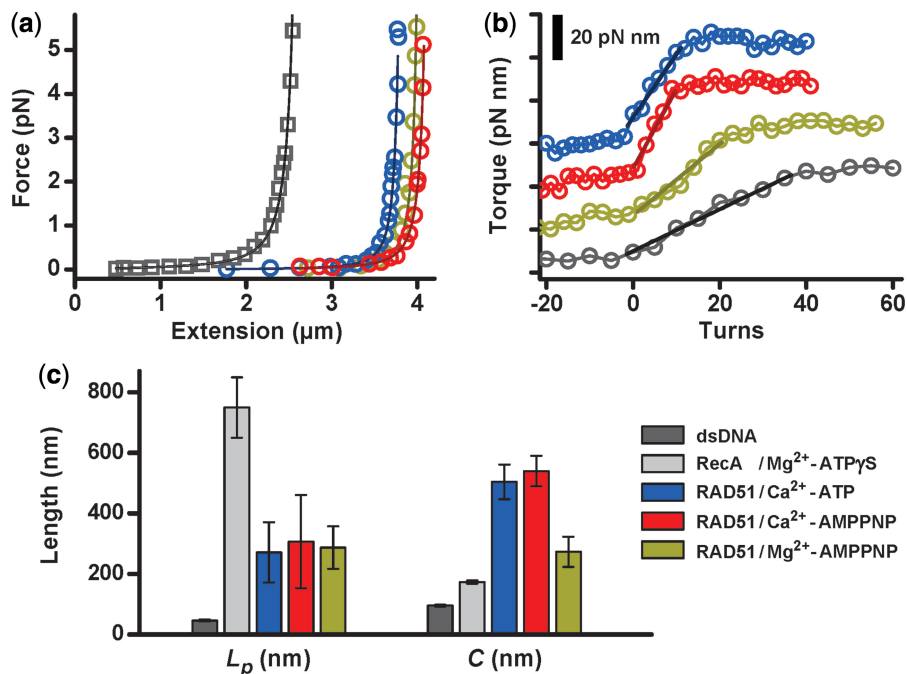 (a)
Force (pN)
5
4
3
2
1
0
0 1 2 3 4
Extension (µm)
(b)
20 pN nm
Torque (pN nm)
-20 0 20 40 60
Turns
(c)
Length (nm)
800
600
400
200
0
Lp (nm) C (nm)
dsDNA
RecA /Mg²⁺-ATPγS
RAD51/Ca²⁺-ATP
RAD51/Ca²⁺-AMPPNP
RAD51/Mg²⁺-AMPPNP